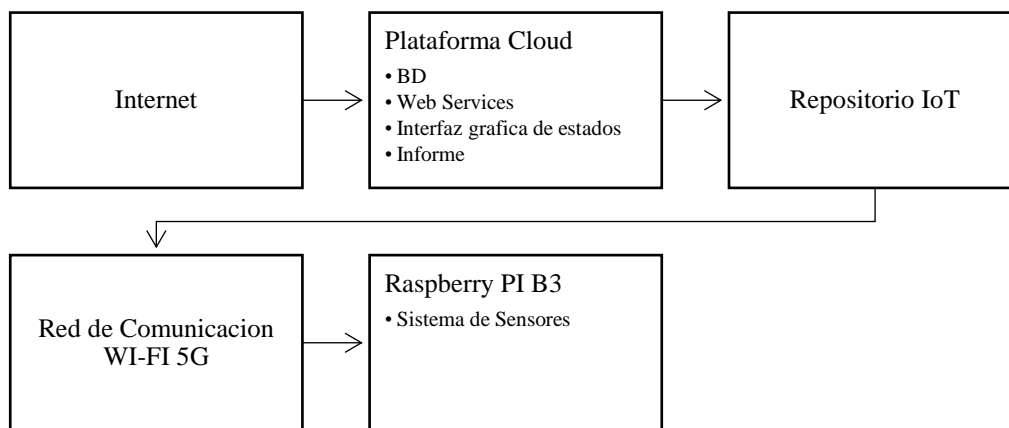 Internet
Plataforma Cloud
• BD
• Web Services
• Interfaz grafica de estados
• Informe
Repositorio IoT
Red de Comunicacion
WI-FI 5G
Raspberry PI B3
• Sistema de Sensores